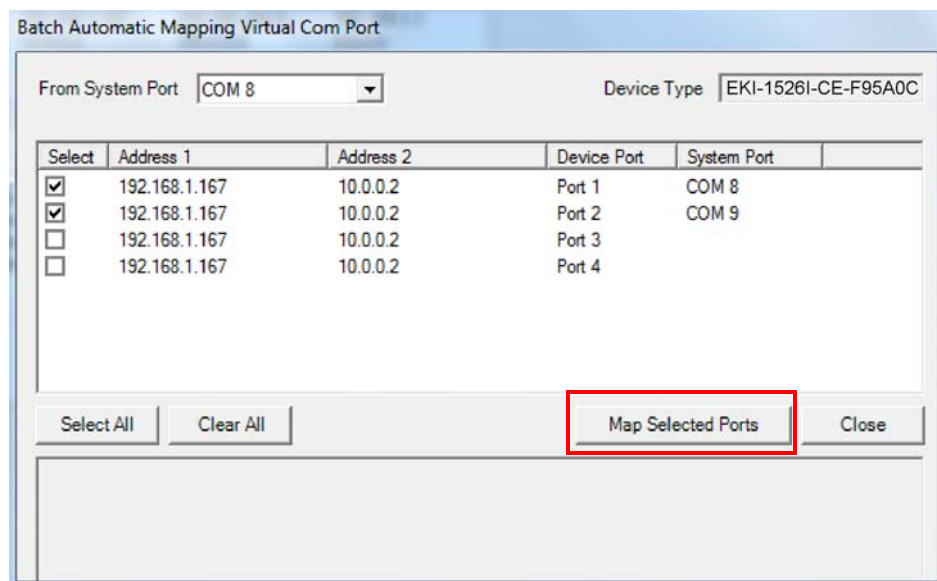 Batch Automatic Mapping Virtual Com Port
From System Port COM 8 Device Type EKI-1526I-CE-F95A0C
Select Address 1 Address 2 Device Port System Port
192.168.1.167 10.0.0.2 Port 1 COM 8
192.168.1.167 10.0.0.2 Port 2 COM 9
192.168.1.167 10.0.0.2 Port 3
192.168.1.167 10.0.0.2 Port 4
Select All Clear All Map Selected Ports Close